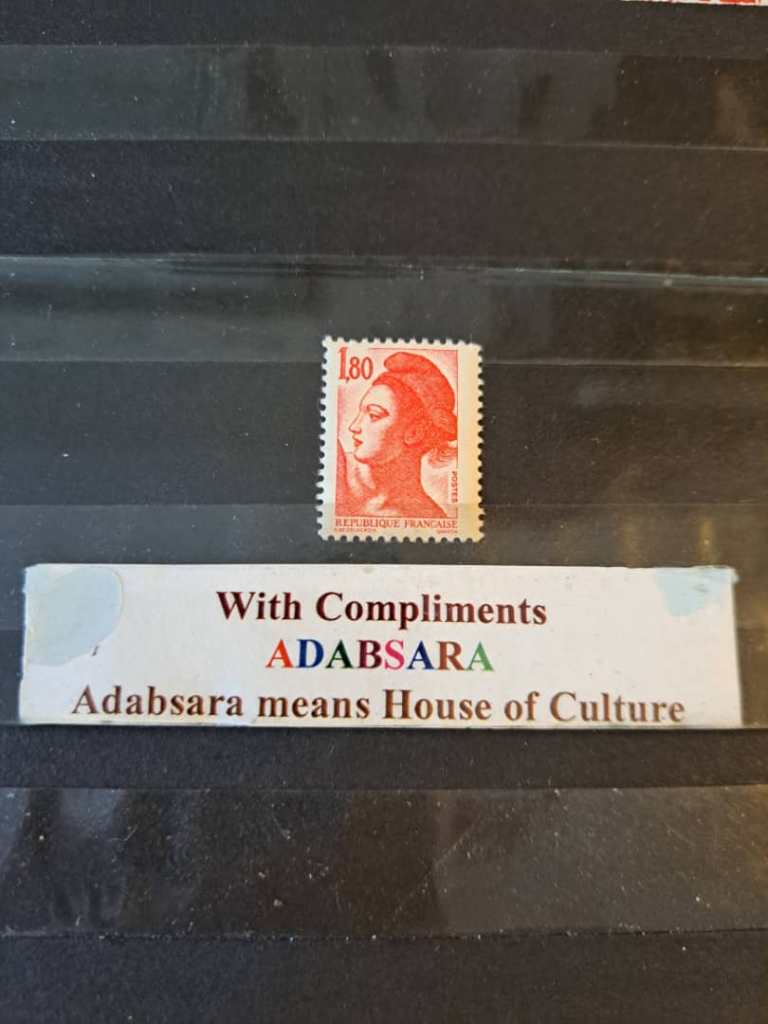 1,80
POSTES
REPUBLIQUE FRANÇAISE
With Compliments
ADABSARA
Adabsara means House of Culture